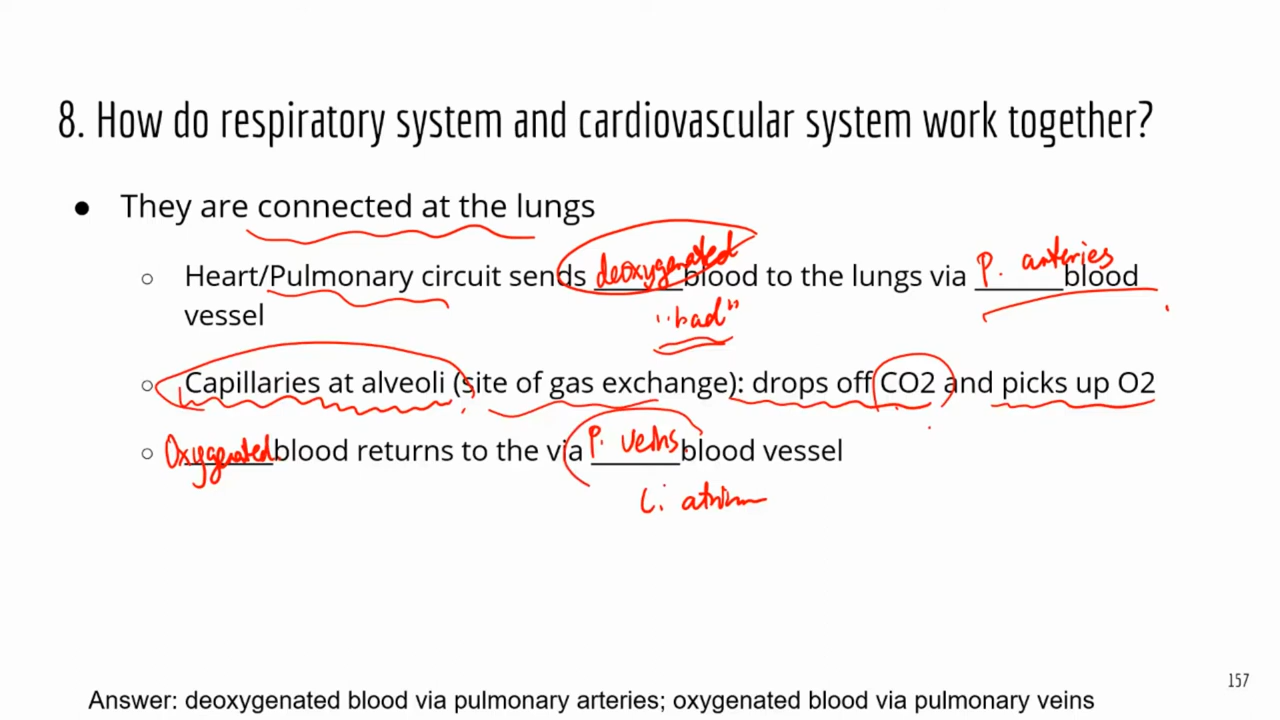 8. How do respiratory system and cardiovascular system work together?
● They are connected at the lungs
○ Heart/Pulmonary circuit sends deoxygenated blood to the lungs via P. arteries blood
vessel
"bad"
○ Capillaries at alveoli (site of gas exchange): drops off CO2 and picks up O2
○ Oxygenated blood returns to the via P. veins blood vessel
L. atrium
157
Answer: deoxygenated blood via pulmonary arteries; oxygenated blood via pulmonary veins